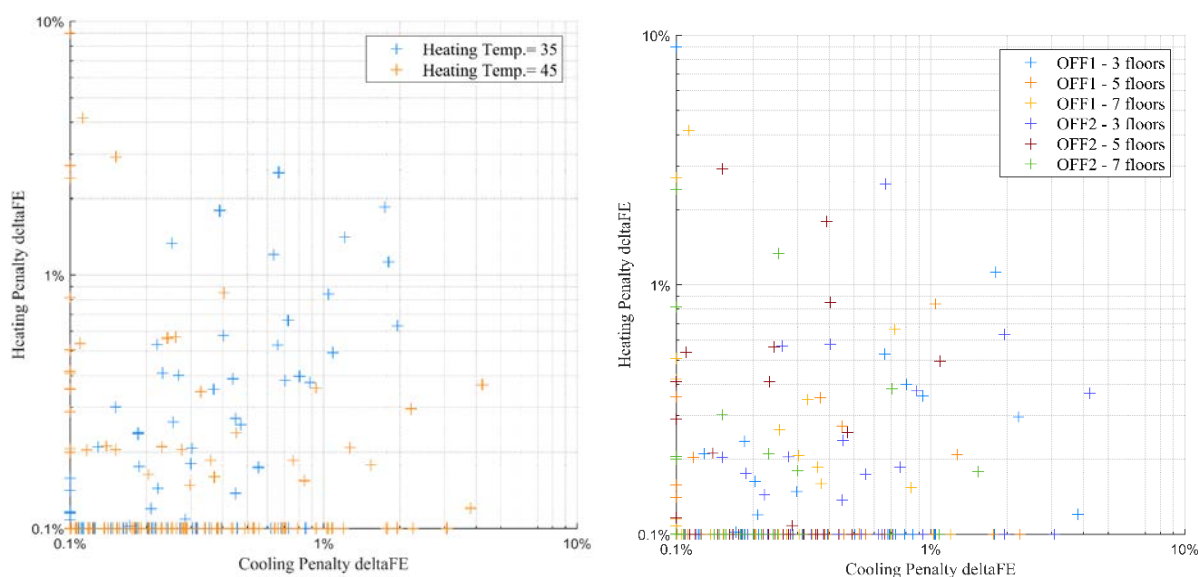 10%
1%
0.1%
0.1%
1%
10%
Heating Penalty deltaFE
Cooling Penalty deltaFE
Heating Temp.= 35
Heating Temp.= 45
10%
1%
0.1%
0.1%
1%
10%
Heating Penalty deltaFE
Cooling Penalty deltaFE
OFF1 - 3 floors
OFF1 - 5 floors
OFF1 - 7 floors
OFF2 - 3 floors
OFF2 - 5 floors
OFF2 - 7 floors